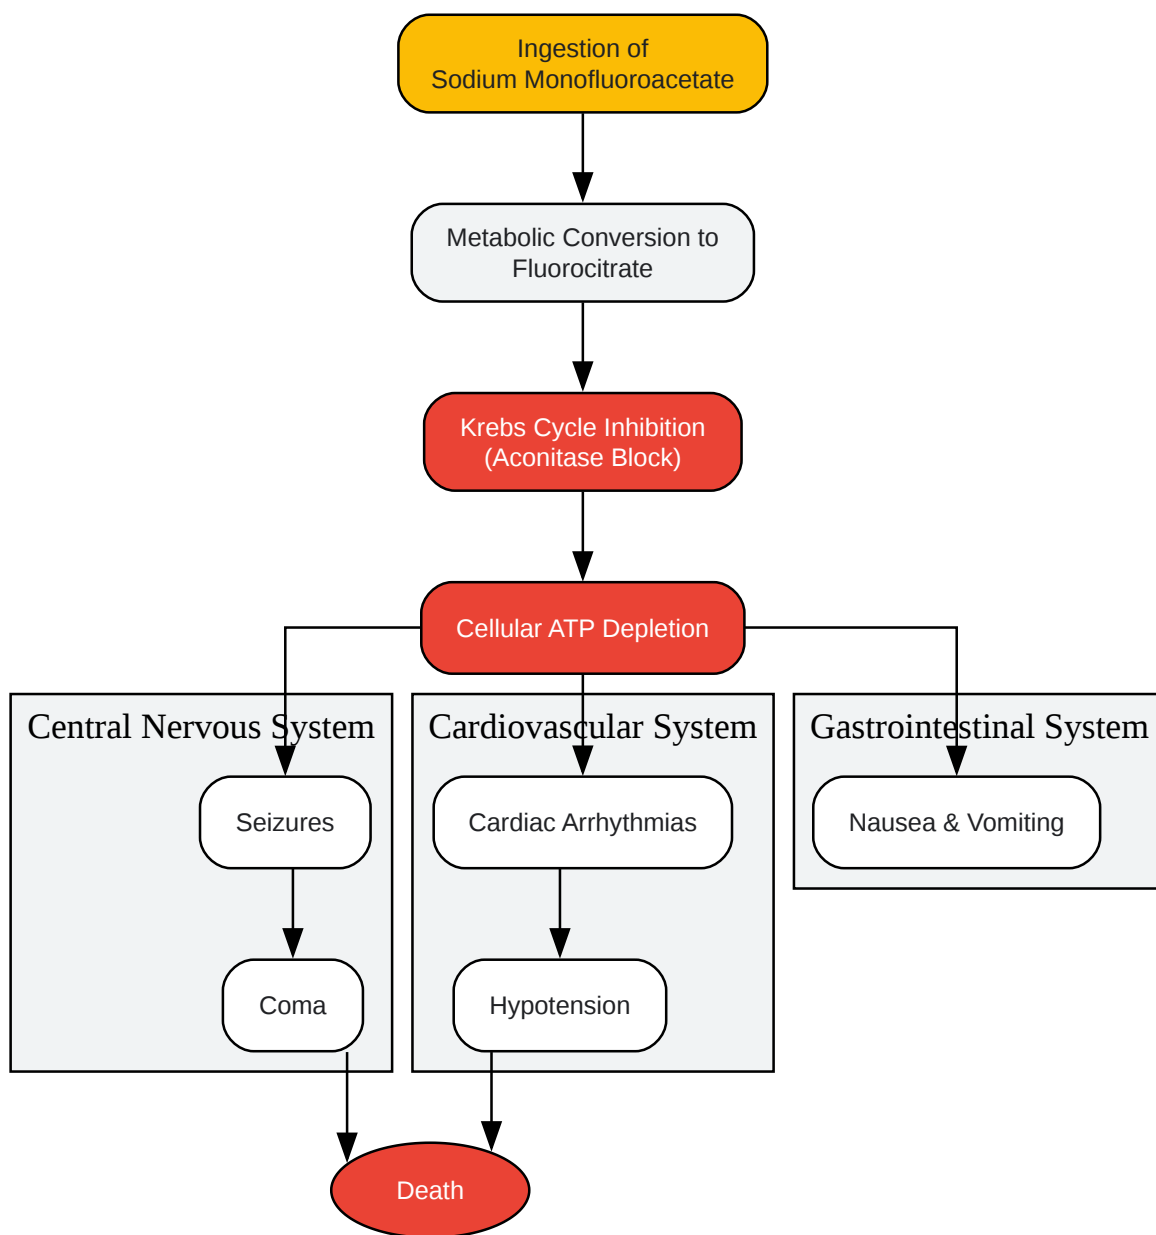 Ingestion of
Sodium Monofluoroacetate
Metabolic Conversion to
Fluorocitrate
Krebs Cycle Inhibition
(Aconitase Block)
Cellular ATP Depletion
Central Nervous System
Cardiovascular System
Gastrointestinal System
Seizures
Cardiac Arrhythmias
Nausea & Vomiting
Coma
Hypotension
Death